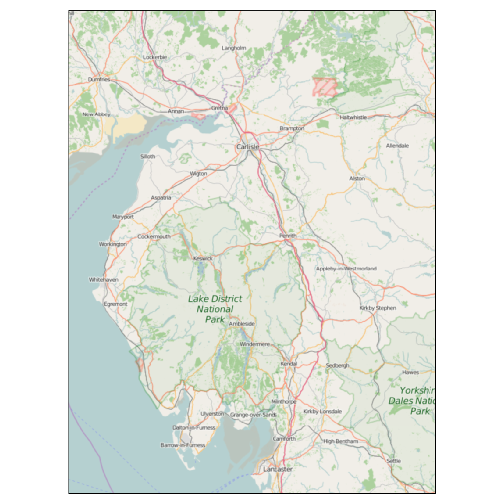 Langholm
Lockerbie
Dumfries
New Abbey
Annan
Gretna
Haltwhistle
Brampton
Carlisle
Allendale
Silloth
Wigton
Alston
Aspatria
Maryport
Cockermouth
Penrith
Workington
Keswick
Appleby-in-Westmorland
Whitehaven
Egremont
Lake District
National
Park
Kirkby Stephen
Ambleside
Windermere
Kendal
Sedbergh
Hawes
Yorkshir
Dales Natio
Park
Milnthorpe
Ulverston
Grange-over-Sands
Kirkby Lonsdale
Dalton-in-Furness
Barrow-in-Furness
Carnforth
High Bentham
Settle
Lancaster